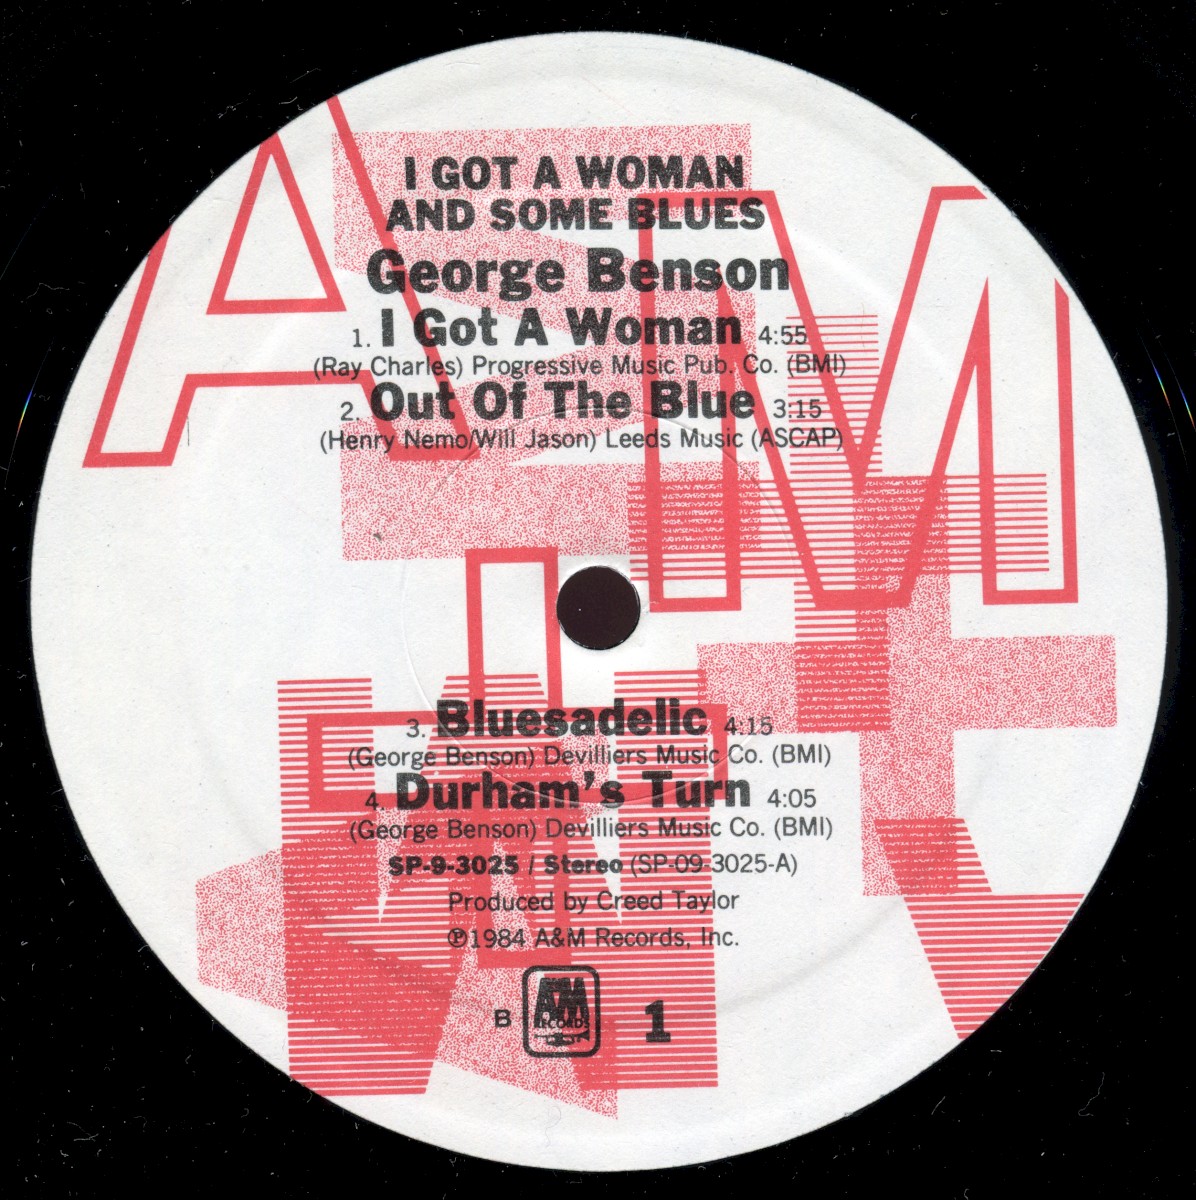 I GOT A WOMAN
AND SOME BLUES
George Benson
1. I Got A Woman 4:55
(Ray Charles) Progressive Music Pub. Co. (BMI)
2. Out Of The Blue 3:15
(Henry Nemo/Will Jason) Leeds Music (ASCAP)
3. Bluesadelic 4:15
(George Benson) Devilliers Music Co. (BMI)
4. Durham's Turn 4:05
(George Benson) Devilliers Music Co. (BMI)
SP-9-3025 / Stereo (SP-09-3025-A)
Produced by Creed Taylor
℗1984 A&M Records, Inc.
B A&M RECORDS 1
A M +